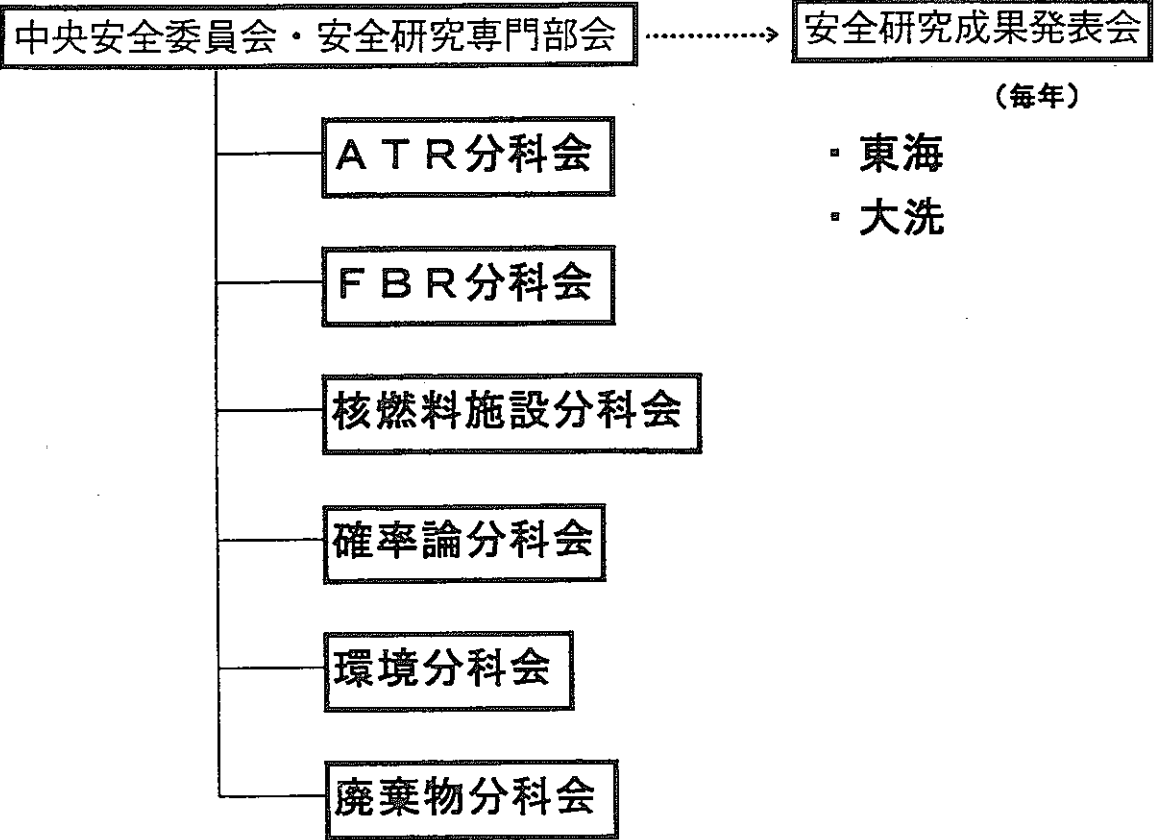 中央安全委員会・安全研究専門部会
安全研究成果発表会
（毎年）
・東海
・大洗
ＡＴＲ分科会
ＦＢＲ分科会
核燃料施設分科会
確率論分科会
環境分科会
廃棄物分科会